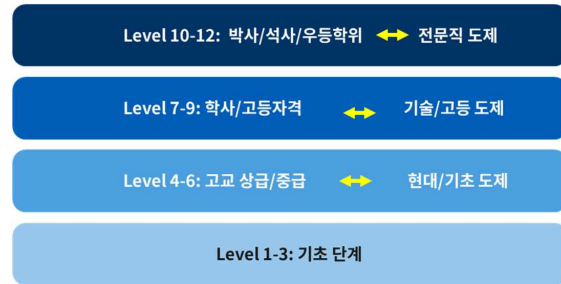 Level 10-12: 박사/석사/우등학위 전문직 도제
Level 7-9: 학사/고등자격 기술/고등 도제
Level 4-6: 고교 상급/중급 현대/기초 도제
Level 1-3: 기초 단계